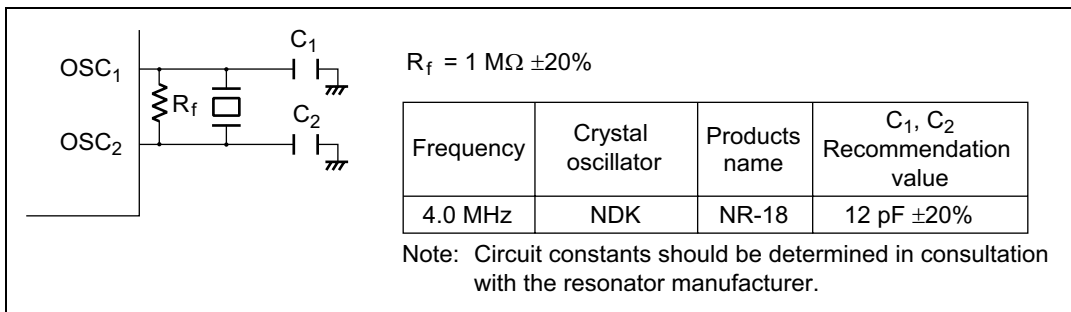 C1
OSC1
Rf
C2
OSC2
Rf = 1 MΩ ±20%
Frequency
Crystal
oscillator
Products
name
C1, C2
Recommendation
value
4.0 MHz
NDK
NR-18
12 pF ±20%
Note: Circuit constants should be determined in consultation
with the resonator manufacturer.